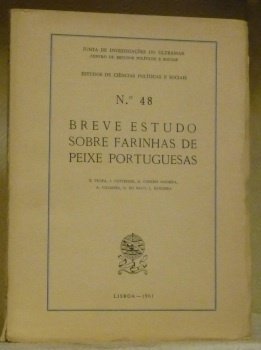 JUNTA DE INVESTIGAÇÕES DO ULTRAMAR
CENTRO DE ESTUDOS POLÍTICOS E SOCIAIS
ESTUDOS DE CIÊNCIAS POLÍTICAS E SOCIAIS
N.º 48
BREVE ESTUDO
SOBRE FARINHAS DE
PEIXE PORTUGUESAS
LISBOA — 1961